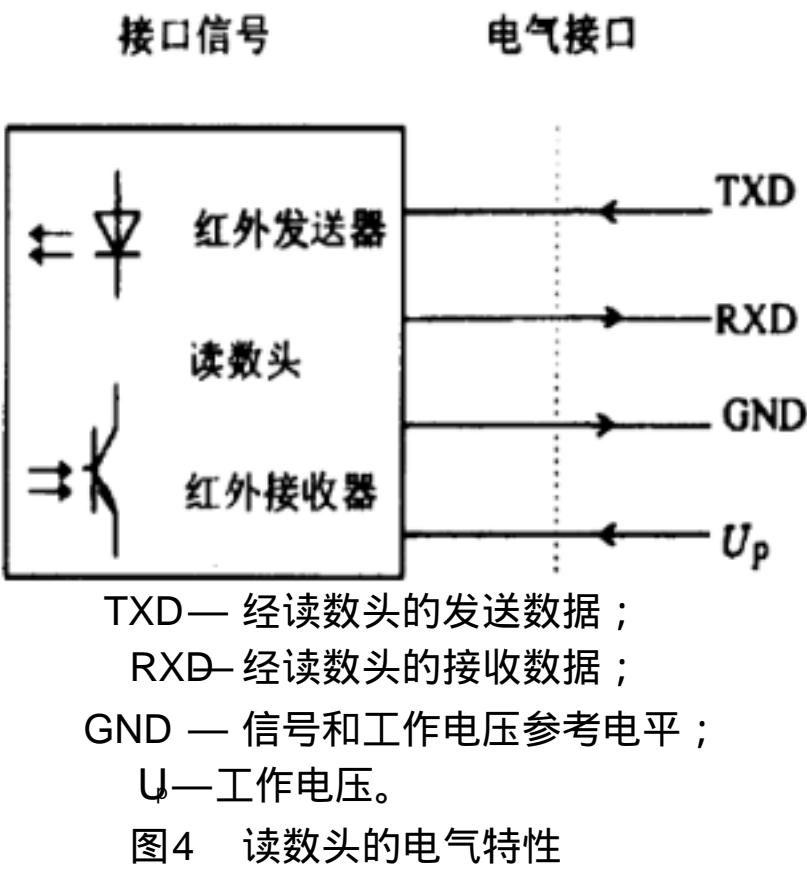 接口信号 电气接口
TXD
红外发送器
RXD
读数头
GND
红外接收器
Up
TXD— 经读数头的发送数据；
RXD—经读数头的接收数据；
GND — 信号和工作电压参考电平；
Up—工作电压。
图4 读数头的电气特性